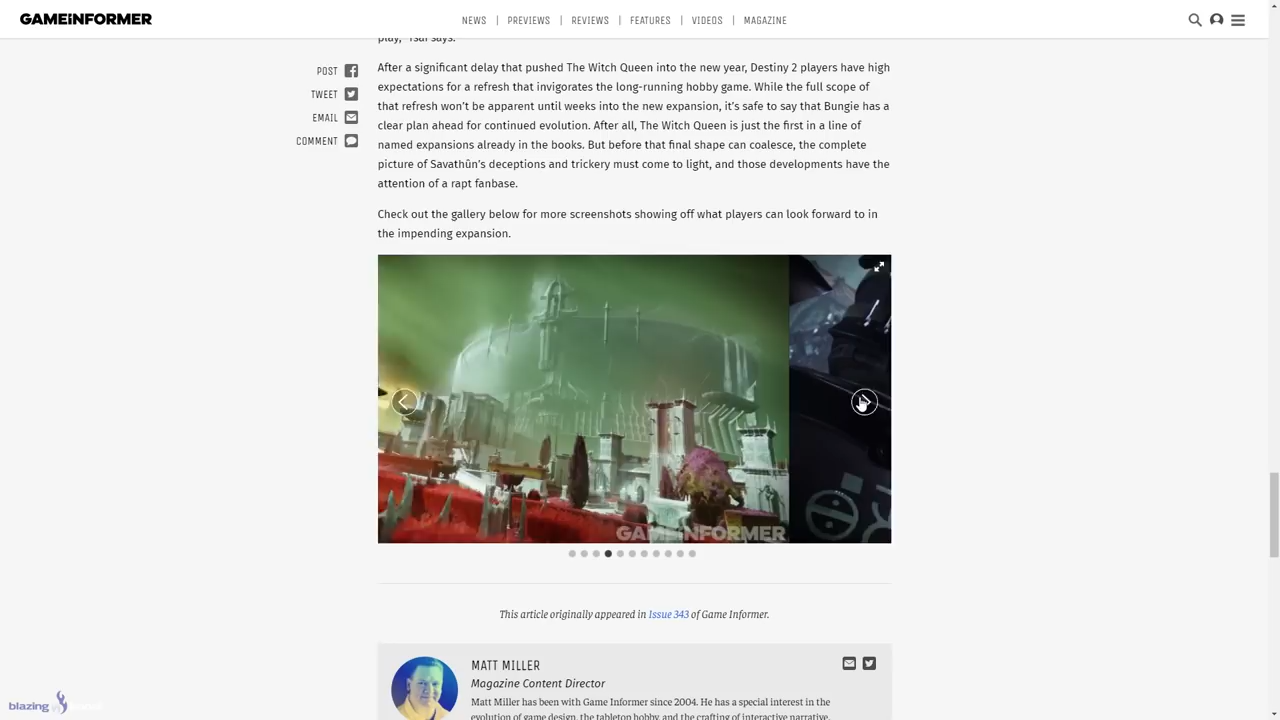 GAMEINFORMER
NEWS | PREVIEWS | REVIEWS | FEATURES | VIDEOS | MAGAZINE
play," Tsai says.
POST
TWEET
EMAIL
COMMENT
After a significant delay that pushed The Witch Queen into the new year, Destiny 2 players have high
expectations for a refresh that invigorates the long-running hobby game. While the full scope of
that refresh won't be apparent until weeks into the new expansion, it's safe to say that Bungie has a
clear plan ahead for continued evolution. After all, The Witch Queen is just the first in a line of
named expansions already in the books. But before that final shape can coalesce, the complete
picture of Savathûn's deceptions and trickery must come to light, and those developments have the
attention of a rapt fanbase.
Check out the gallery below for more screenshots showing off what players can look forward to in
the impending expansion.
GAMEINFORMER
This article originally appeared in Issue 343 of Game Informer.
MATT MILLER
Magazine Content Director
Matt Miller has been with Game Informer since 2004. He has a special interest in the
evolution of game design, the tabletop hobby, and the crafting of interactive narrative.
blazing